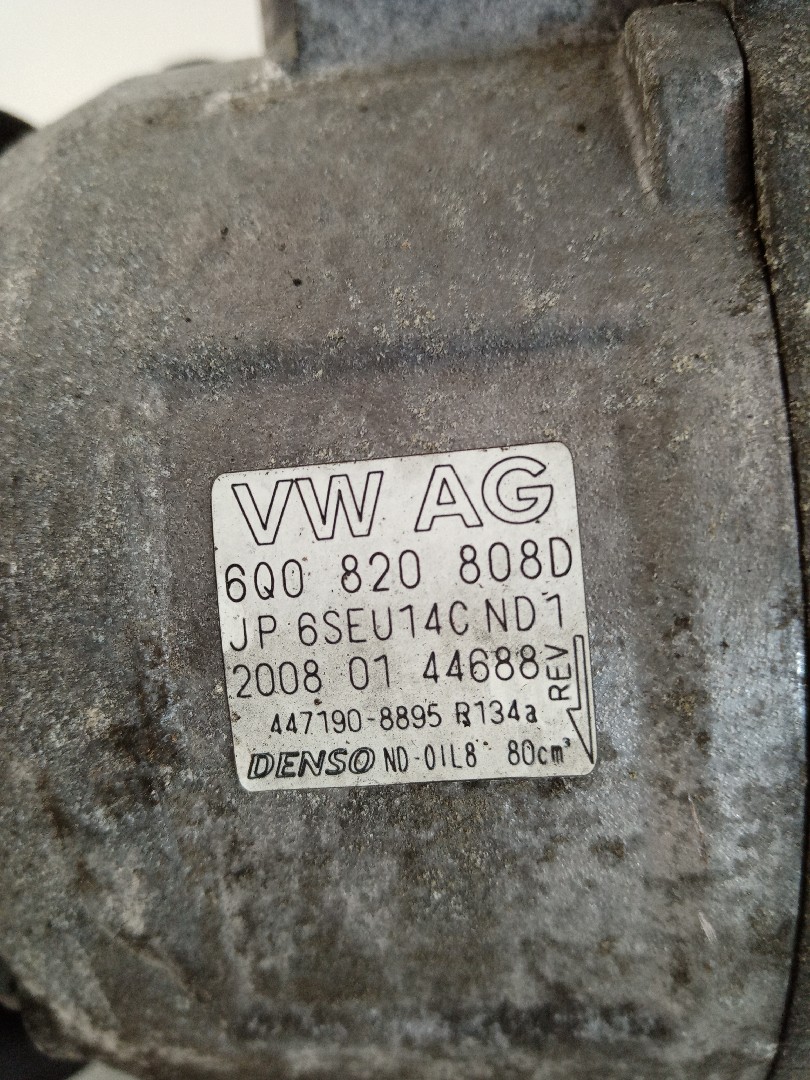 VW AG
6Q0 820 808D
JP 6SEU14C ND1
2008 01 44688
REV
447190-8895 R134a
DENSO ND-OIL8 80cm³